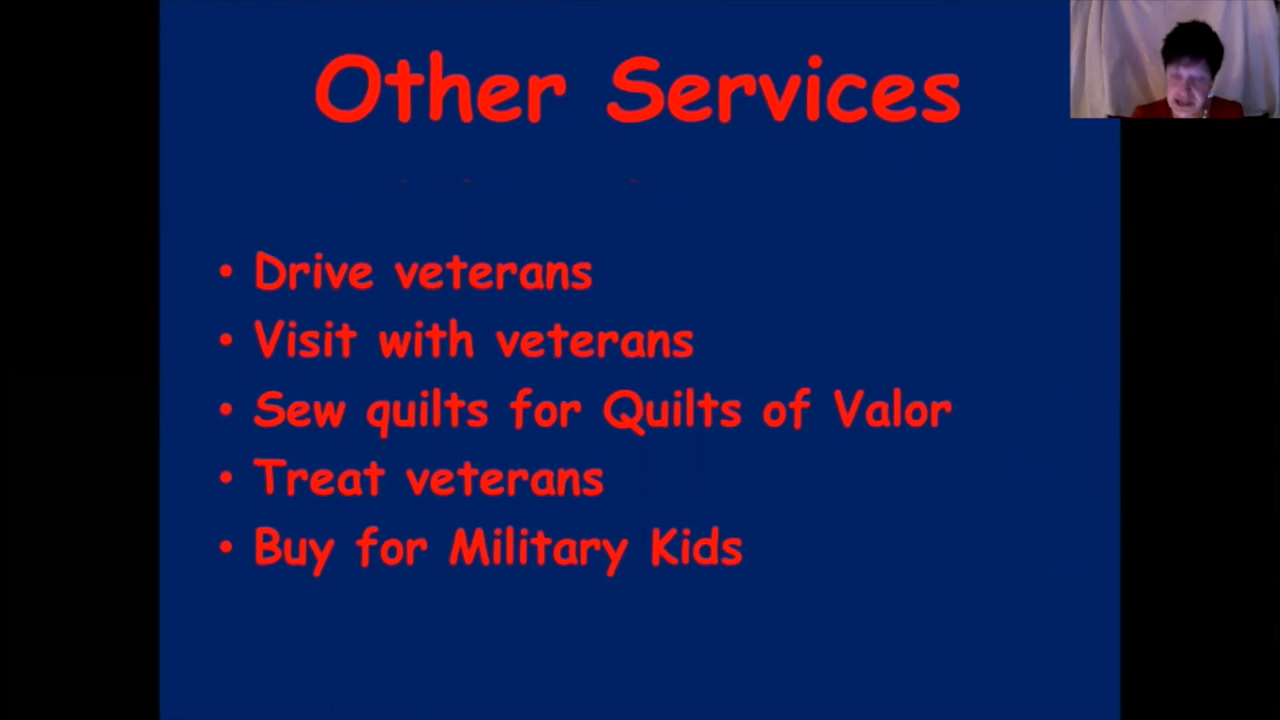 Other Services
• Drive veterans
• Visit with veterans
• Sew quilts for Quilts of Valor
• Treat veterans
• Buy for Military Kids